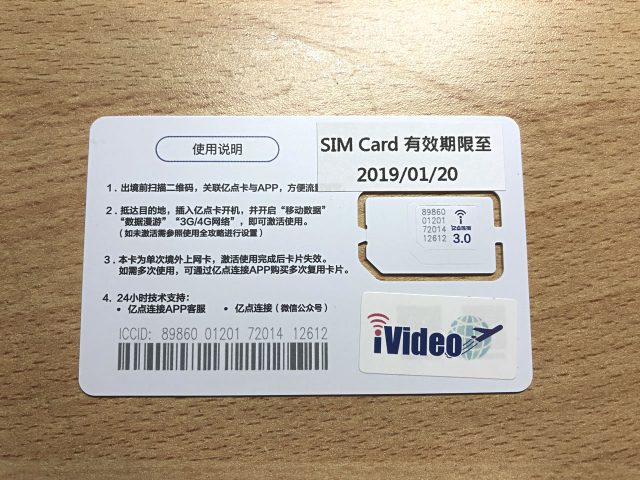 使用说明
SIM Card 有效期限至
2019/01/20
1. 出境前扫描二维码，关联亿点卡与APP，方便流
2. 抵达目的地，插入亿点卡开机，并开启“移动数据”
“数据漫游”“3G/4G网络”，即可激活使用。
(如未激活需参照使用全攻略进行设置)
3. 本卡为单次境外上网卡，激活使用完成后卡片失效。
如需多次使用，可通过亿点连接APP购买多次复用卡片。
4. 24小时技术支持：
• 亿点连接APP客服 • 亿点连接（微信公众号）
ICCID: 89860 01201 72014 12612
89860
01201
72014
12612
3.0
iVideo